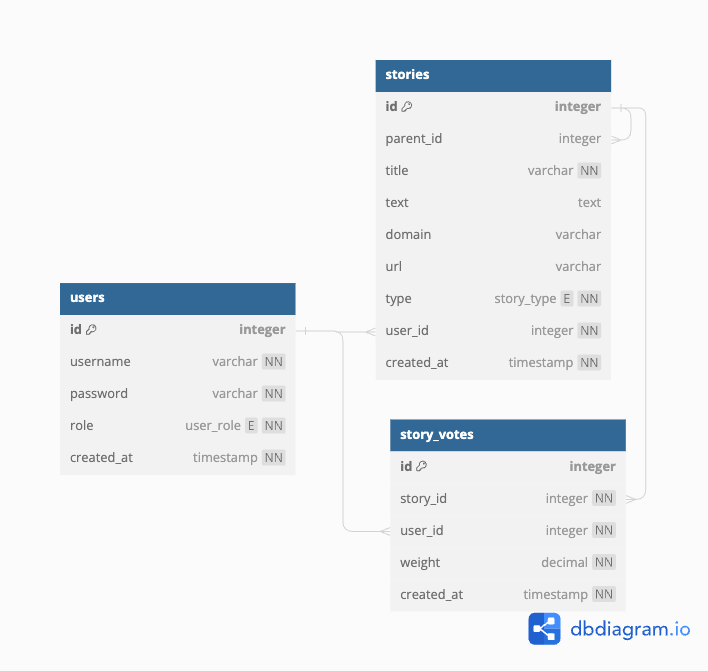 stories
id integer
parent_id integer
title varchar NN
text text
domain varchar
url varchar
type story_type E NN
user_id integer NN
created_at timestamp NN
users
id integer
username varchar NN
password varchar NN
role user_role E NN
created_at timestamp NN
story_votes
id integer
story_id integer NN
user_id integer NN
weight decimal NN
created_at timestamp NN
dbdiagram.io